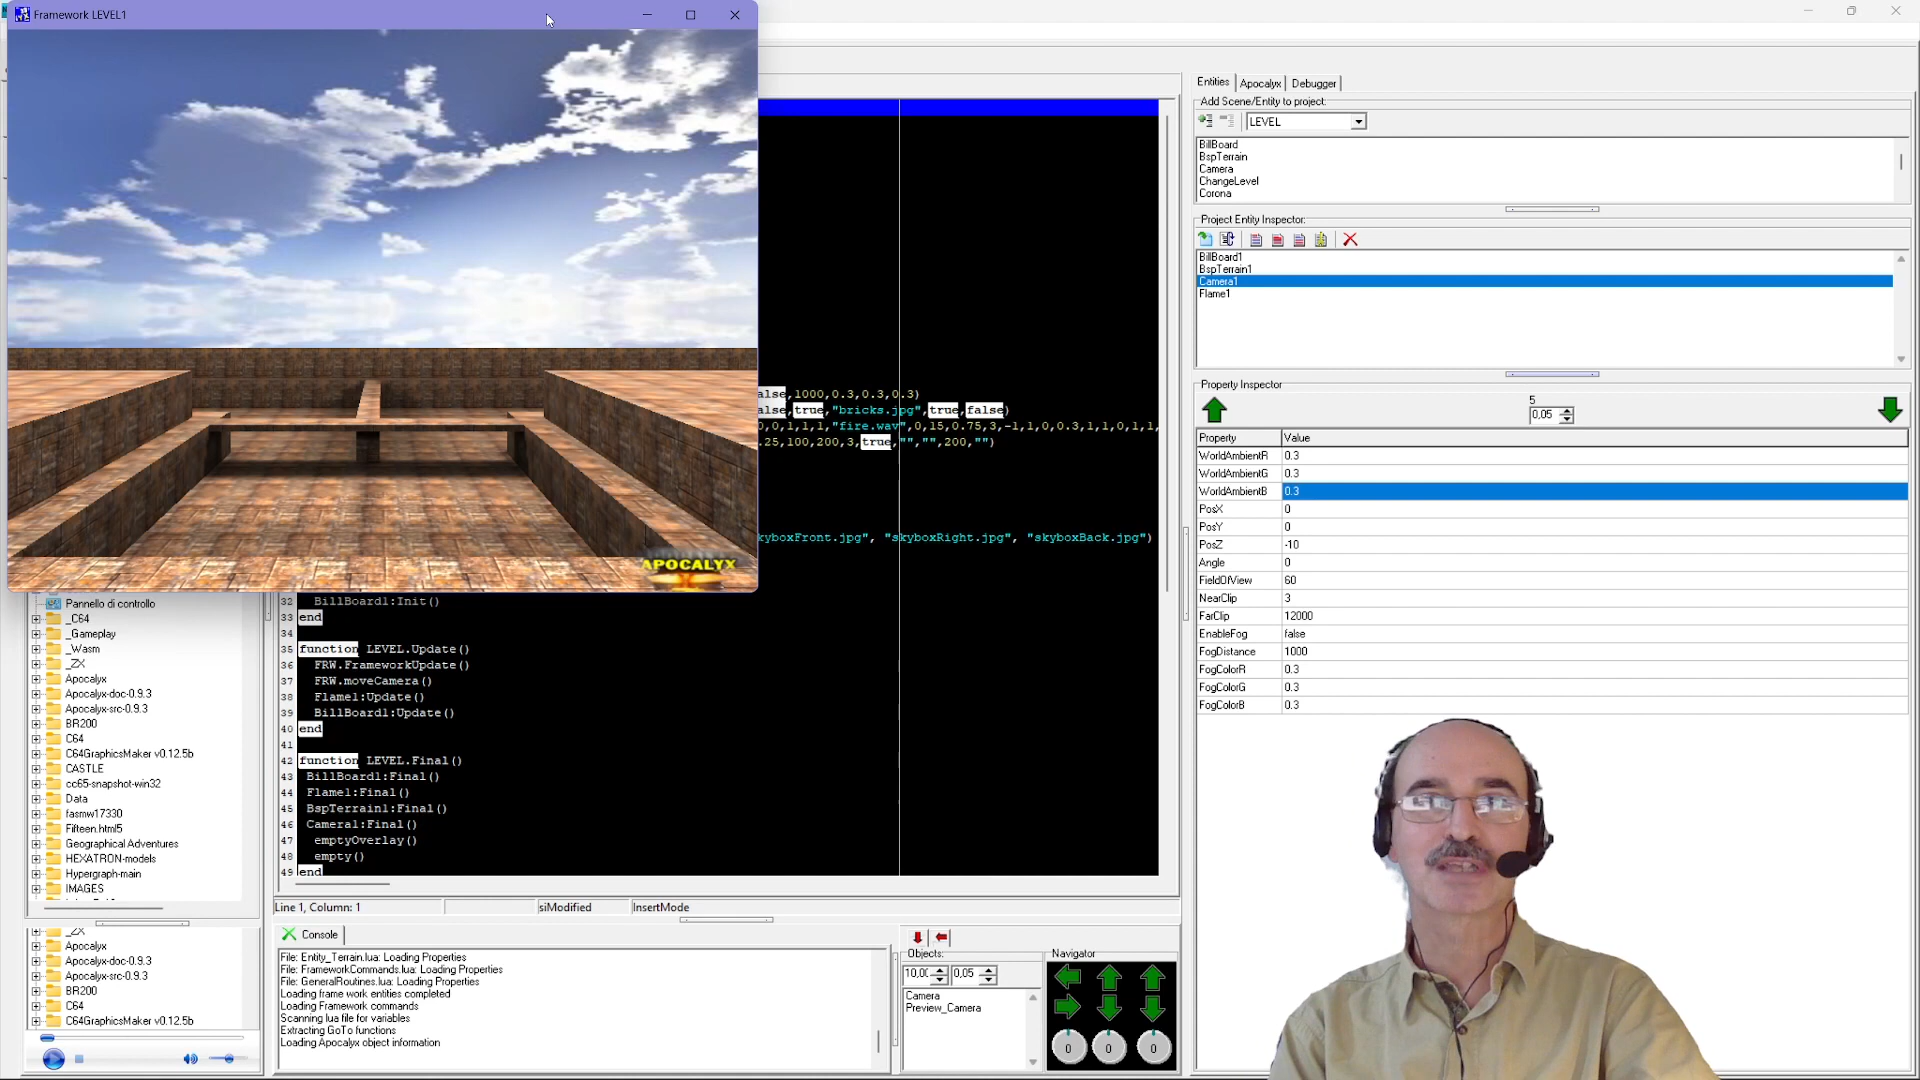 Framework LEVEL1
APOCALYX
alse,1000,0.3,0.3,0.3)
alse,true,"bricks.jpg",true,false)
0,0,1,1,1,"fire.wav",0,15,0.75,3,-1,1,0,0.3,1,1,0,1,1,
.25,100,200,3,true,"","",200,"")
kyboxFront.jpg", "skyboxRight.jpg", "skyboxBack.jpg")
32 BillBoard1:Init()
33 end
34
35 function LEVEL.Update()
36 FRW.FrameworkUpdate()
37 FRW.moveCamera()
38 Flame1:Update()
39 BillBoard1:Update()
40 end
41
42 function LEVEL.Final()
43 BillBoard1:Final()
44 Flame1:Final()
45 BspTerrain1:Final()
46 Camera1:Final()
47 emptyOverlay()
48 empty()
49 end
Line 1, Column: 1
siModified
InsertMode
Pannello di controllo
_C64
_Gameplay
_Wasm
_ZX
Apocalyx
Apocalyx-doc-0.9.3
Apocalyx-src-0.9.3
BR200
C64
C64GraphicsMaker v0.12.5b
CASTLE
cc65-snapshot-win32
Data
fasmw17330
Fifteen.html5
Geographical Adventures
HEXATRON-models
Hypergraph-main
IMAGES
_ZX
Apocalyx
Apocalyx-doc-0.9.3
Apocalyx-src-0.9.3
BR200
C64
C64GraphicsMaker v0.12.5b
Console
File: Entity_Terrain.lua: Loading Properties
File: FrameworkCommands.lua: Loading Properties
File: GeneralRoutines.lua: Loading Properties
Loading frame work entities completed
Loading Framework commands
Scanning lua file for variables
Extracting GoTo functions
Loading Apocalyx object information
Objects:
10,0( 0,05
Camera
Preview_Camera
Navigator
0 0 0
Entities Apocalyx Debugger
Add Scene/Entity to project:
LEVEL
BillBoard
BspTerrain
Camera
ChangeLevel
Corona
Project Entity Inspector:
BillBoard1
BspTerrain1
Camera1
Flame1
Property Inspector
5
0,05
Property Value
WorldAmbientR 0.3
WorldAmbientG 0.3
WorldAmbientB 0.3
PosX 0
PosY 0
PosZ -10
Angle 0
FieldOfView 60
NearClip 3
FarClip 12000
EnableFog false
FogDistance 1000
FogColorR 0.3
FogColorG 0.3
FogColorB 0.3